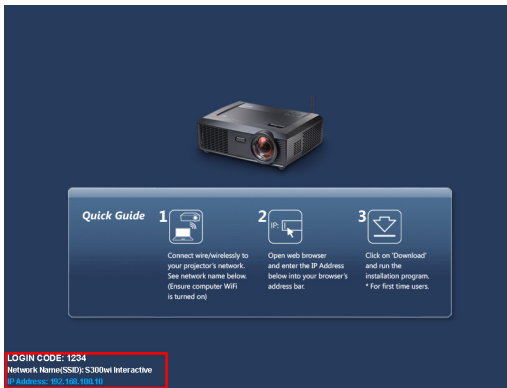 Quick Guide
1
Connect wire/wirelessly to
your projector's network.
See network name below.
(Ensure computer WiFi
is turned on)
2
IP:
Open web browser
and enter the IP Address
below into your browser's
address bar.
3
Click on 'Download'
and run the
installation program.
* For first time users.
LOGIN CODE: 1234
Network Name(SSID): S300wi Interactive
IP Address: 192.168.100.10